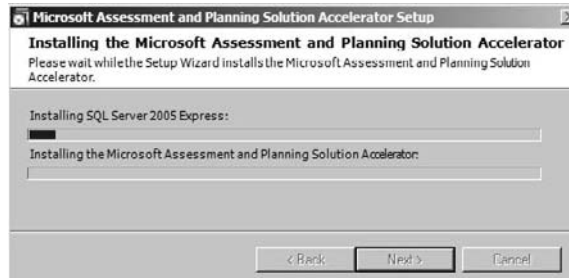 Microsoft Assessment and Planning Solution Accelerator Setup
Installing the Microsoft Assessment and Planning Solution Accelerator
Please wait while the Setup Wizard installs the Microsoft Assessment and Planning Solution
Accelerator.
Installing SQL Server 2005 Express:
Installing the Microsoft Assessment and Planning Solution Accelerator:
< Back Next > Cancel